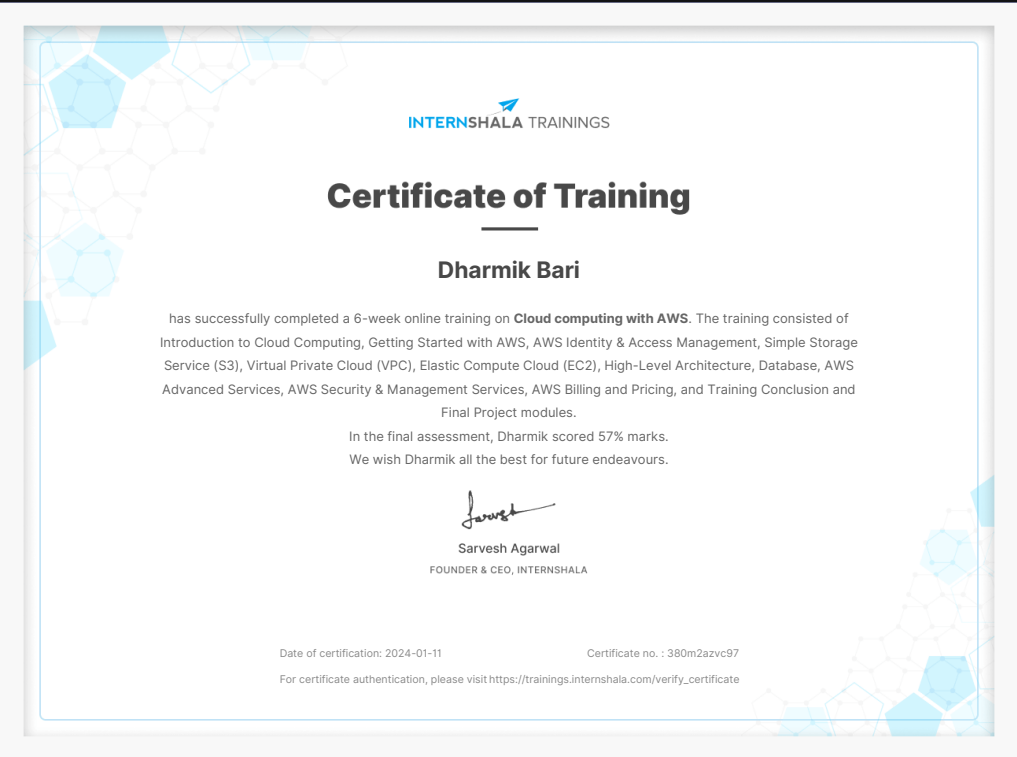 INTERNSHALA TRAININGS
Certificate of Training
Dharmik Bari
has successfully completed a 6-week online training on Cloud computing with AWS. The training consisted of
Introduction to Cloud Computing, Getting Started with AWS, AWS Identity & Access Management, Simple Storage
Service (S3), Virtual Private Cloud (VPC), Elastic Compute Cloud (EC2), High-Level Architecture, Database, AWS
Advanced Services, AWS Security & Management Services, AWS Billing and Pricing, and Training Conclusion and
Final Project modules.
In the final assessment, Dharmik scored 57% marks.
We wish Dharmik all the best for future endeavours.
Sarvesh
Sarvesh Agarwal
FOUNDER & CEO, INTERNSHALA
Date of certification: 2024-01-11 Certificate no. : 380m2azvc97
For certificate authentication, please visit https://trainings.internshala.com/verify_certificate